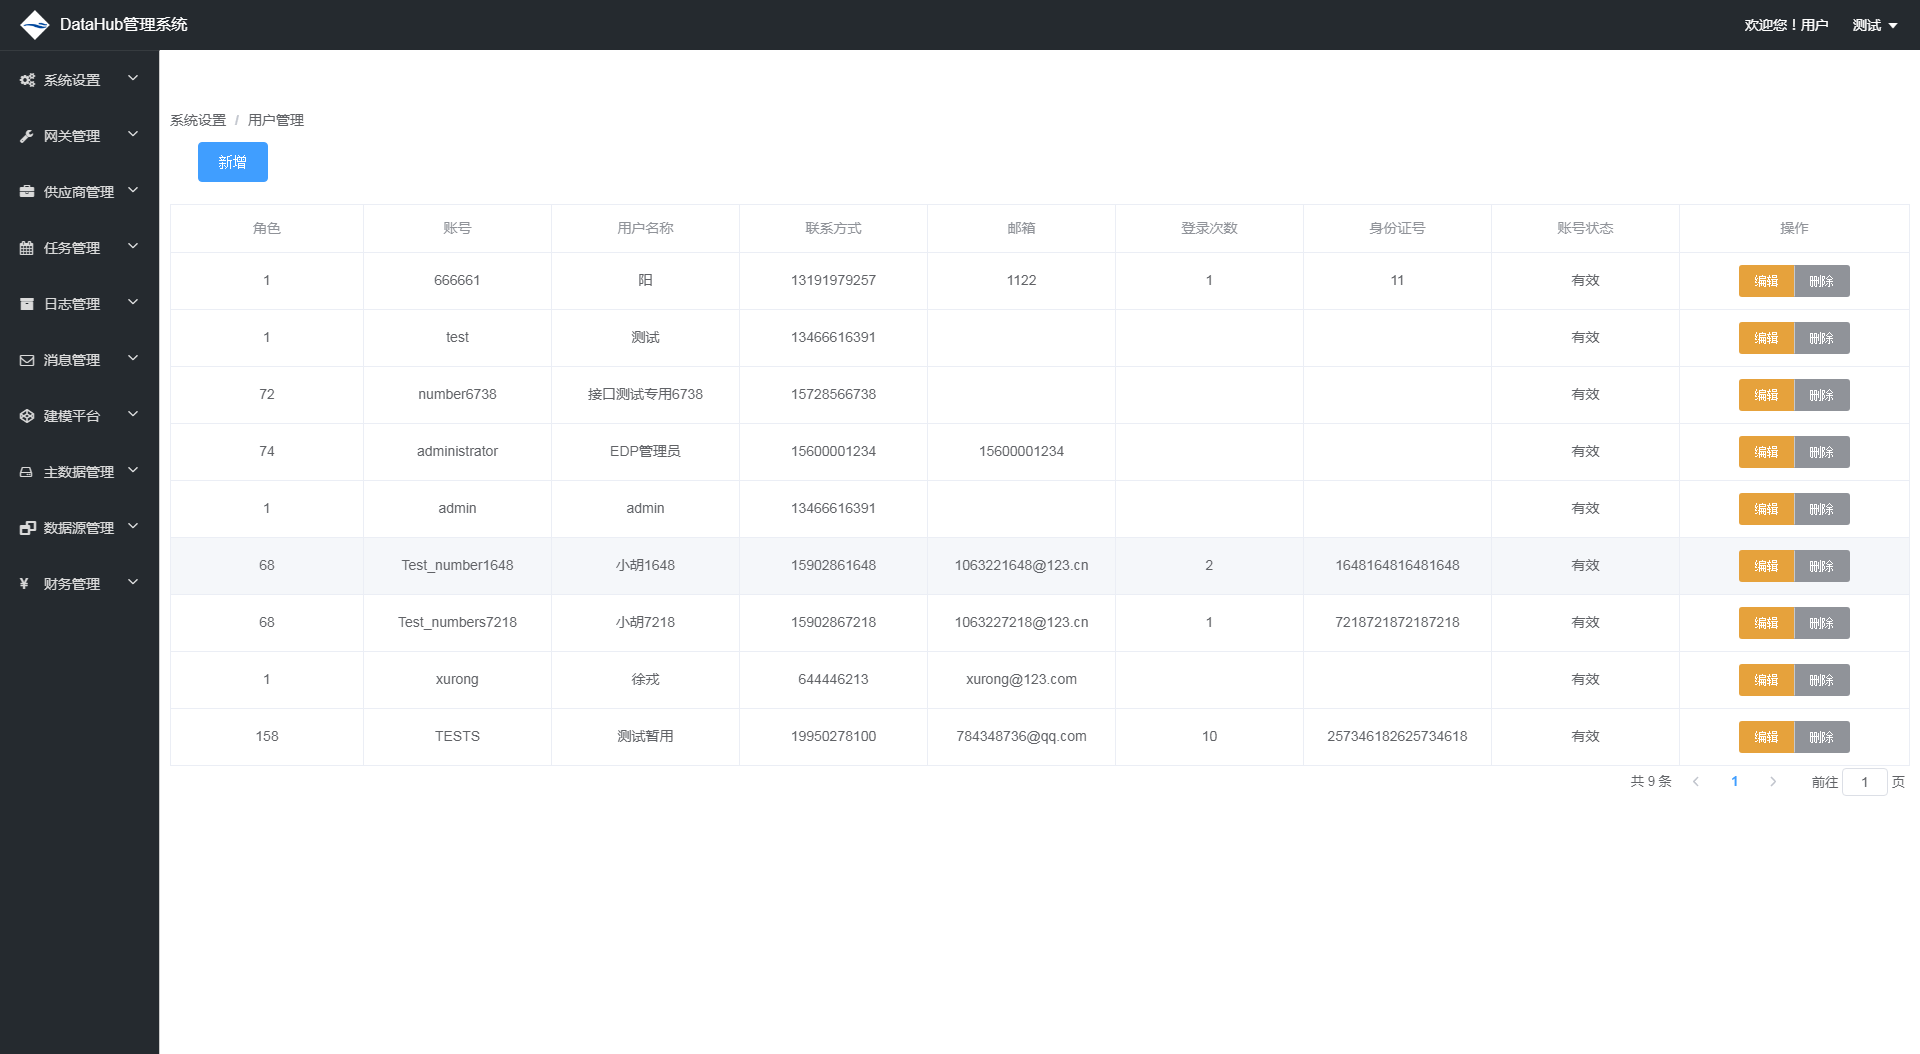 DataHub管理系统
欢迎您！用户 测试
系统设置
网关管理
供应商管理
任务管理
日志管理
消息管理
建模平台
主数据管理
数据源管理
¥ 财务管理
系统设置 / 用户管理
新增
角色 账号 用户名称 联系方式 邮箱 登录次数 身份证号 账号状态 操作
1 666661 阳 13191979257 1122 1 11 有效 编辑 删除
1 test 测试 13466616391 有效 编辑 删除
72 number6738 接口测试专用6738 15728566738 有效 编辑 删除
74 administrator EDP管理员 15600001234 15600001234 有效 编辑 删除
1 admin admin 13466616391 有效 编辑 删除
68 Test_number1648 小胡1648 15902861648 1063221648@123.cn 2 1648164816481648 有效 编辑 删除
68 Test_numbers7218 小胡7218 15902867218 1063227218@123.cn 1 7218721872187218 有效 编辑 删除
1 xurong 徐戎 644446213 xurong@123.com 有效 编辑 删除
158 TESTS 测试暂用 19950278100 784348736@qq.com 10 257346182625734618 有效 编辑 删除
共 9 条 1 前往 1 页